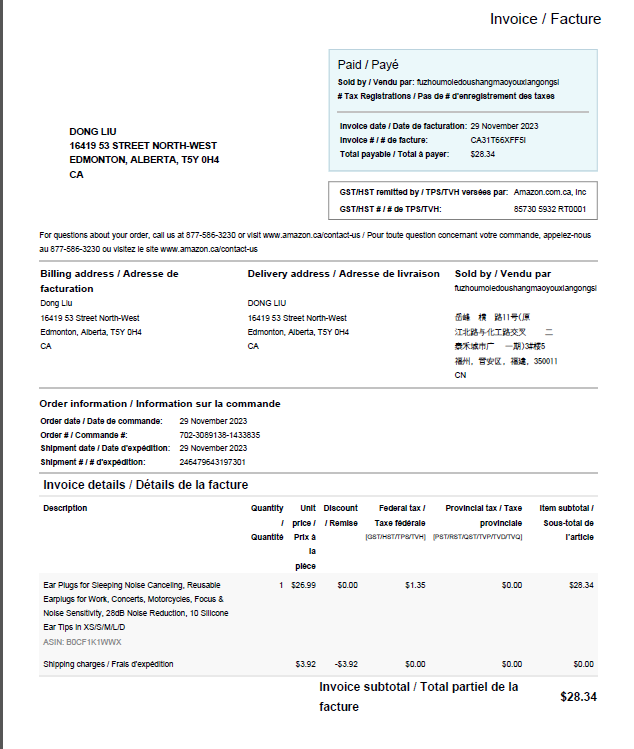 Invoice / Facture
Paid / Payé
Sold by / Vendu par: fuzhoumoledoushangmaoyouxiangongsi
# Tax Registrations / Pas de # d'enregistrement des taxes
Invoice date / Date de facturation: 29 November 2023
Invoice # / # de facture: CA31T66XFF5I
Total payable / Total à payer: $28.34
DONG LIU
16419 53 STREET NORTH-WEST
EDMONTON, ALBERTA, T5Y 0H4
CA
GST/HST remitted by / TPS/TVH versées par: Amazon.com.ca, Inc
GST/HST # / # de TPS/TVH: 85730 5932 RT0001
For questions about your order, call us at 877-586-3230 or visit www.amazon.ca/contact-us / Pour toute question concernant votre commande, appelez-nous
au 877-586-3230 ou visitez le site www.amazon.ca/contact-us
Billing address / Adresse de
facturation
Dong Liu
16419 53 Street North-West
Edmonton, Alberta, T5Y 0H4
CA
Delivery address / Adresse de livraison
DONG LIU
16419 53 Street North-West
Edmonton, Alberta, T5Y 0H4
CA
Sold by / Vendu par
fuzhoumoledoushangmaoyouxiangongsi
岳峰 横 路11号(原
江北路与化工路交叉 二
泰禾城市广 一期)3#楼5
福州, 晋安区, 福建, 350011
CN
Order information / Information sur la commande
Order date / Date de commande: 29 November 2023
Order # / Commande #: 702-3089138-1433835
Shipment date / Date d'expédition: 29 November 2023
Shipment # / # d'expédition: 246479643197301
Invoice details / Détails de la facture
Description
Quantity
/
Quantité
Unit
price /
Prix à
la
pièce
Discount
/ Remise
Federal tax /
Taxe fédérale
[GST/HST/TPS/TVH]
Provincial tax / Taxe
provinciale
[PST/RST/QST/TVP/TVD/TVQ]
Item subtotal /
Sous-total de
l'article
Ear Plugs for Sleeping Noise Canceling, Reusable 1 $26.99 $0.00 $1.35 $0.00 $28.34
Earplugs for Work, Concerts, Motorcycles, Focus &
Noise Sensitivity, 28dB Noise Reduction, 10 Silicone
Ear Tips in XS/S/M/L/D
ASIN: B0CF1K1WWX
Shipping charges / Frais d'expédition $3.92 -$3.92 $0.00 $0.00 $0.00
Invoice subtotal / Total partiel de la
facture
$28.34